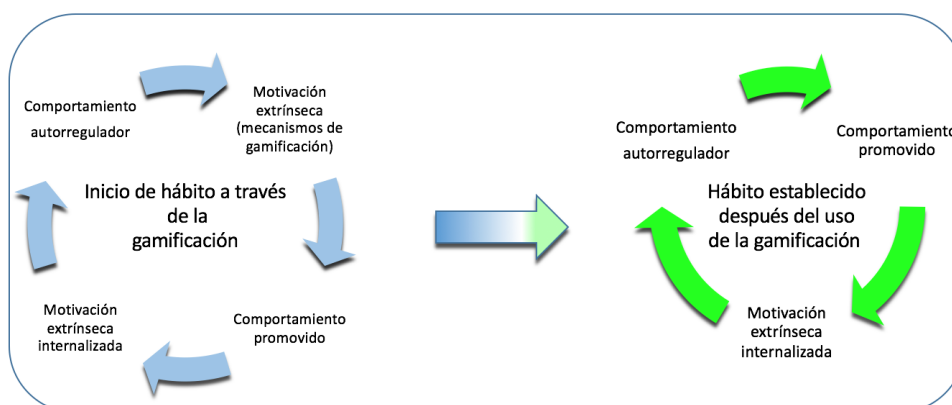 Comportamiento
autorregulador
Motivación
extrínseca
(mecanismos de
gamificación)
Inicio de hábito a través
de la
gamificación
Motivación
extrínseca
internalizada
Comportamiento
promovido
Comportamiento
autorregulador
Comportamiento
promovido
Hábito establecido
después del uso
de la gamificación
Motivación
extrínseca
internalizada